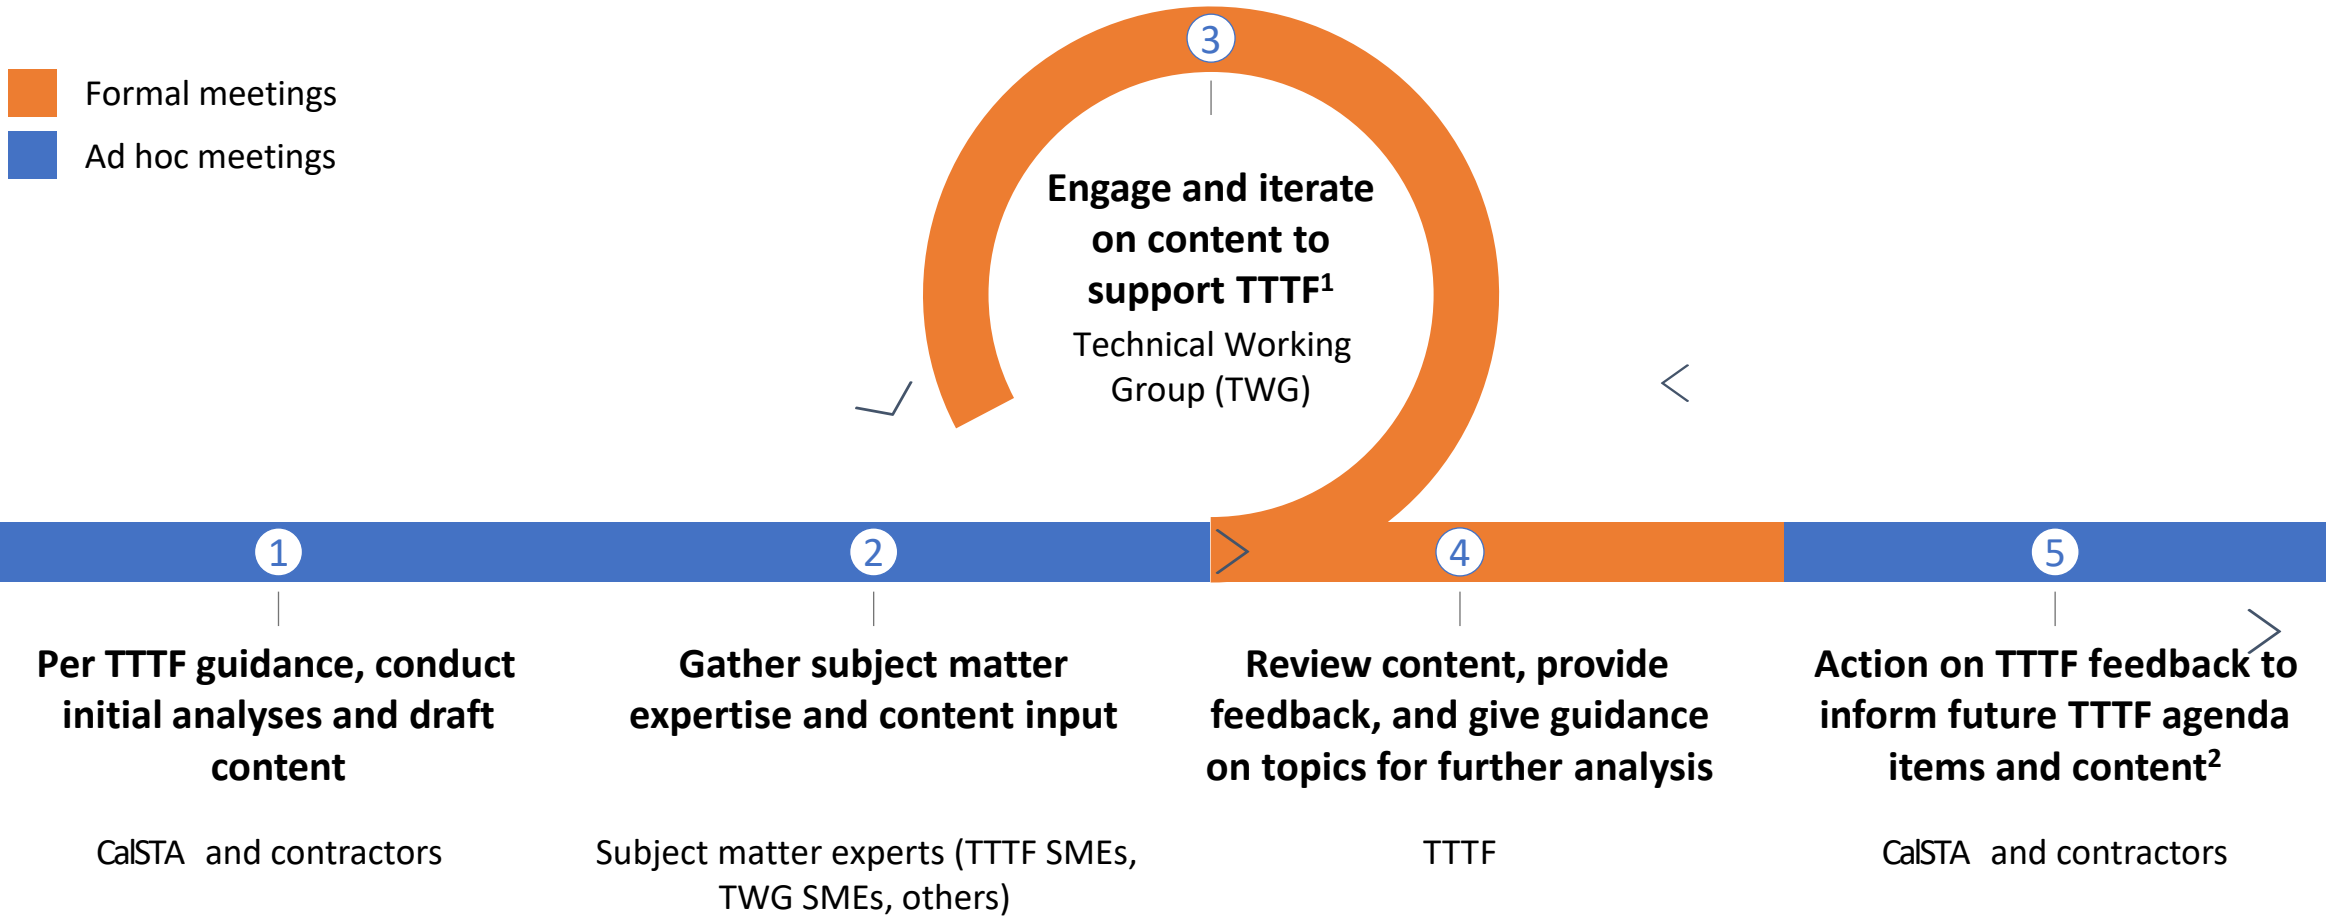 Formal meetings
Ad hoc meetings
3
Engage and iterate
on content to
support TTTF¹
Technical Working
Group (TWG)
1
Per TTTF guidance, conduct
initial analyses and draft
content
CalSTA and contractors
2
Gather subject matter
expertise and content input
Subject matter experts (TTTF SMEs,
TWG SMEs, others)
4
Review content, provide
feedback, and give guidance
on topics for further analysis
TTTF
5
Action on TTTF feedback to
inform future TTTF agenda
items and content²
CalSTA and contractors